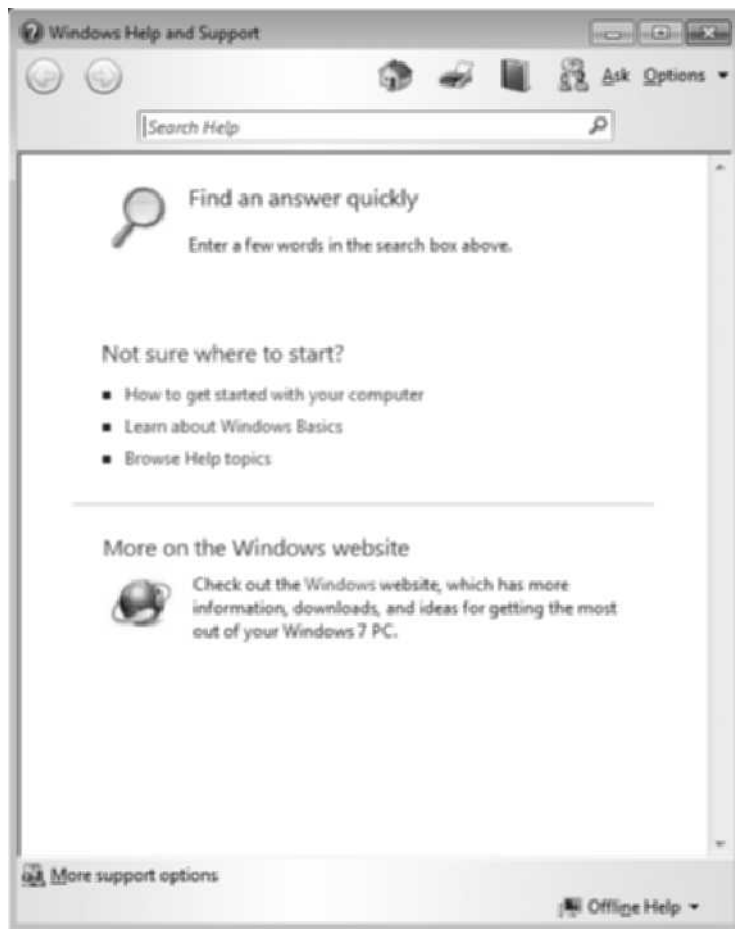 Windows Help and Support
Ask Options
Search Help
Find an answer quickly
Enter a few words in the search box above.
Not sure where to start?
How to get started with your computer
Learn about Windows Basics
Browse Help topics
More on the Windows website
Check out the Windows website, which has more
information, downloads, and ideas for getting the most
out of your Windows 7 PC.
More support options
Offline Help